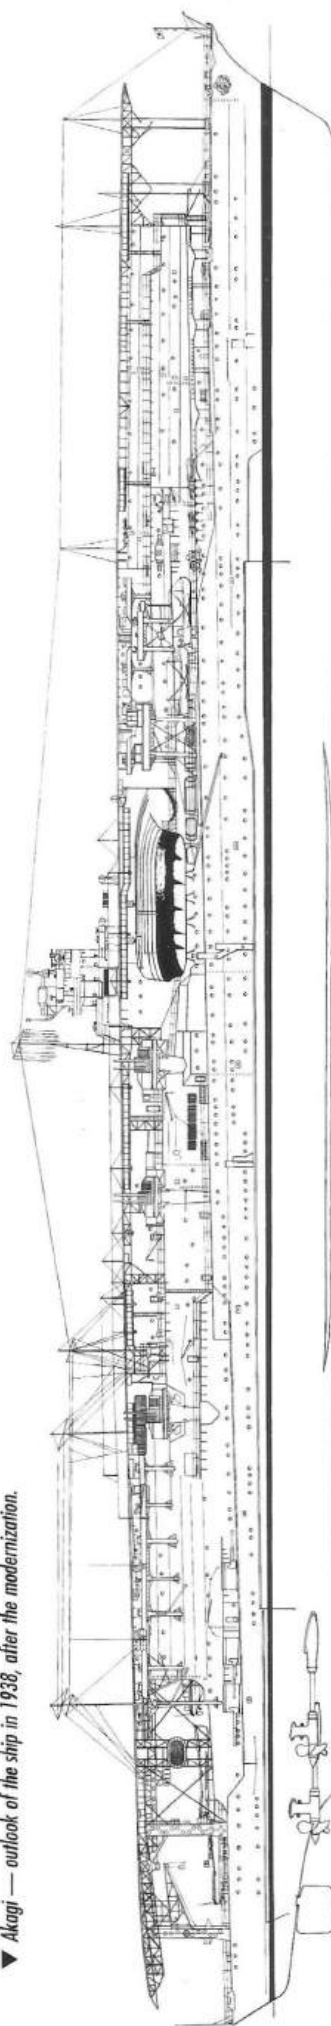 ▼ Akagi — outlook of the ship in 1938, after the modernization.